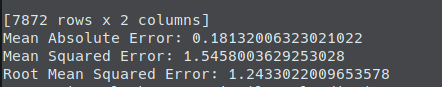 [7872 rows x 2 columns]
Mean Absolute Error: 0.18132006323021022
Mean Squared Error: 1.5458003629253028
Root Mean Squared Error: 1.2433022009653578